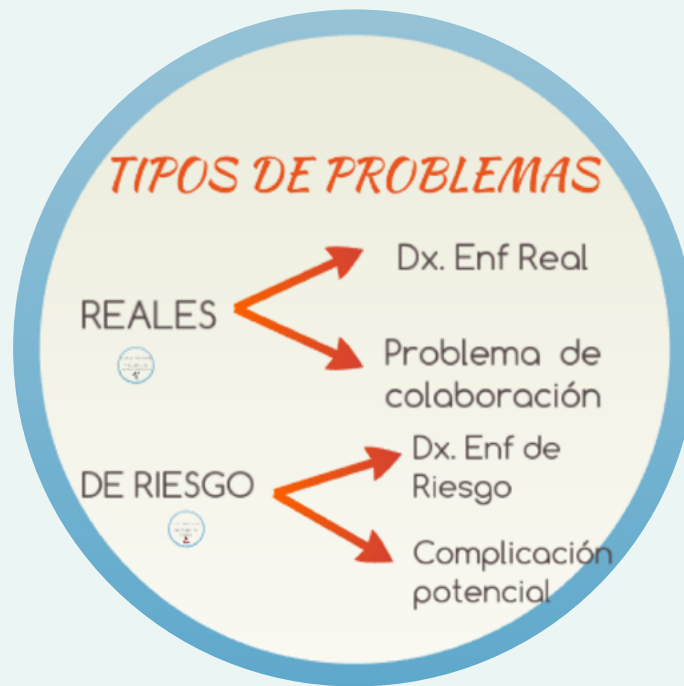 TIPOS DE PROBLEMAS
REALES
Dx. Enf Real
Problema de
colaboración
DE RIESGO
Dx. Enf de
Riesgo
Complicación
potencial